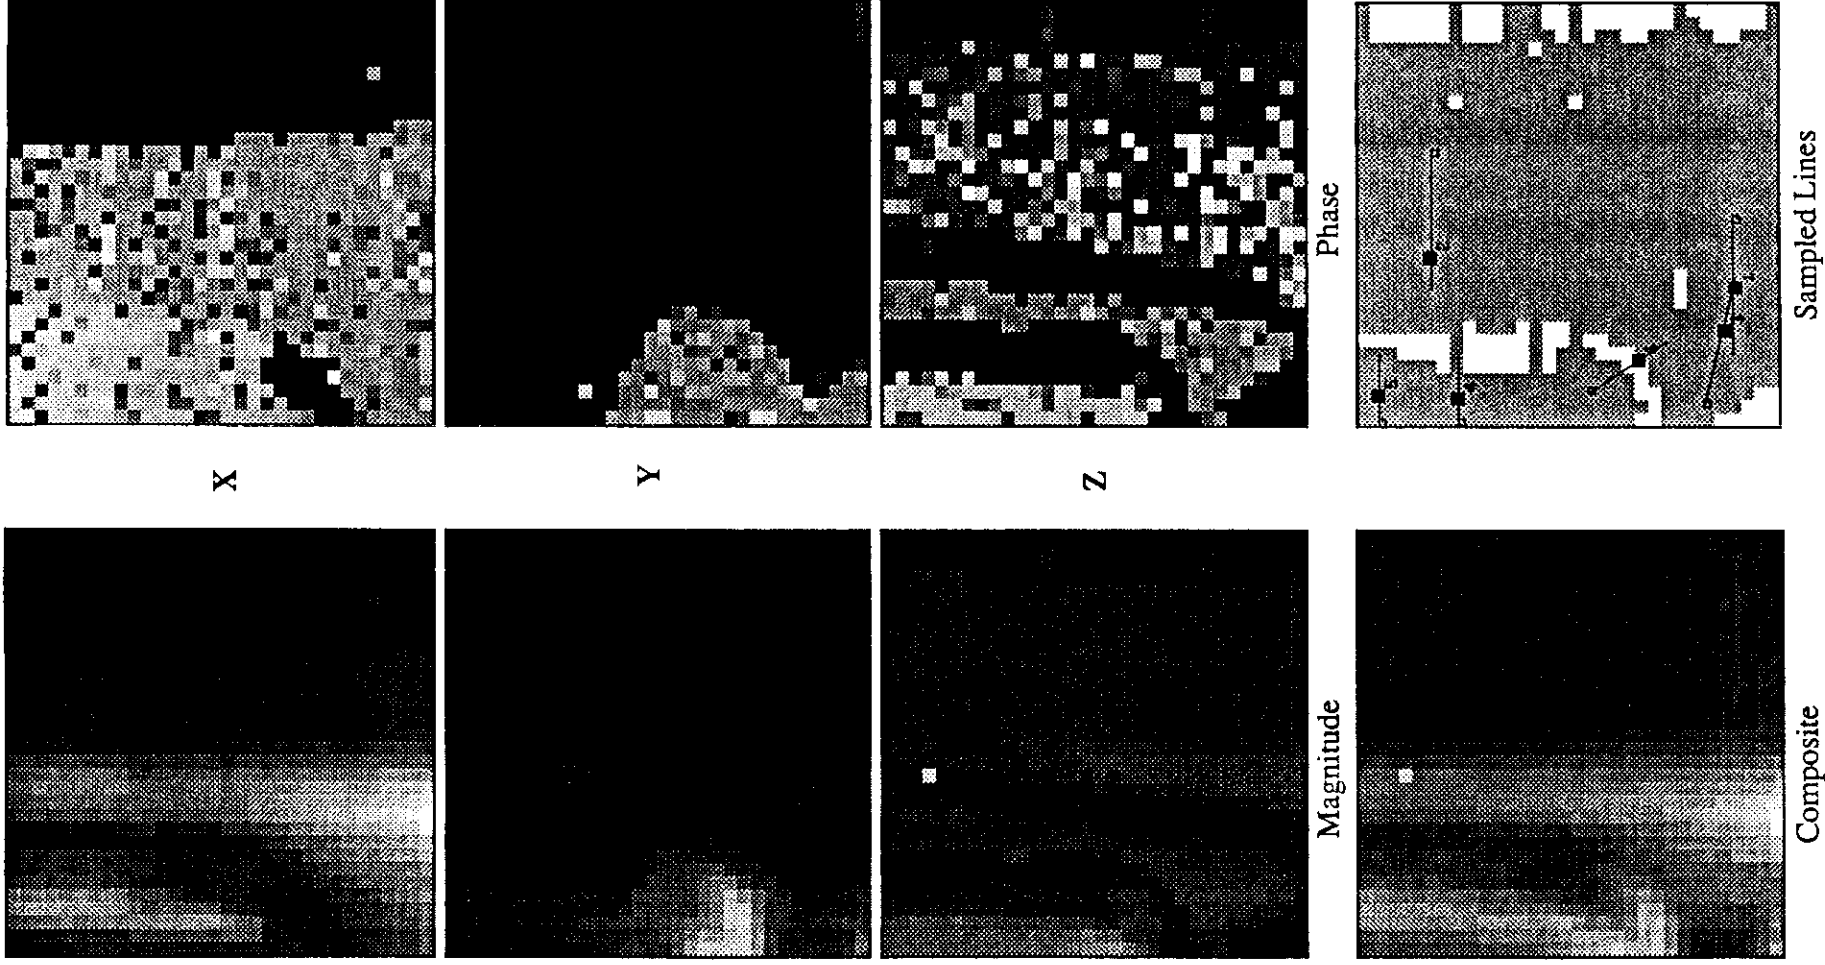 X
Y
Z
Phase
Sampled Lines
Magnitude
Composite